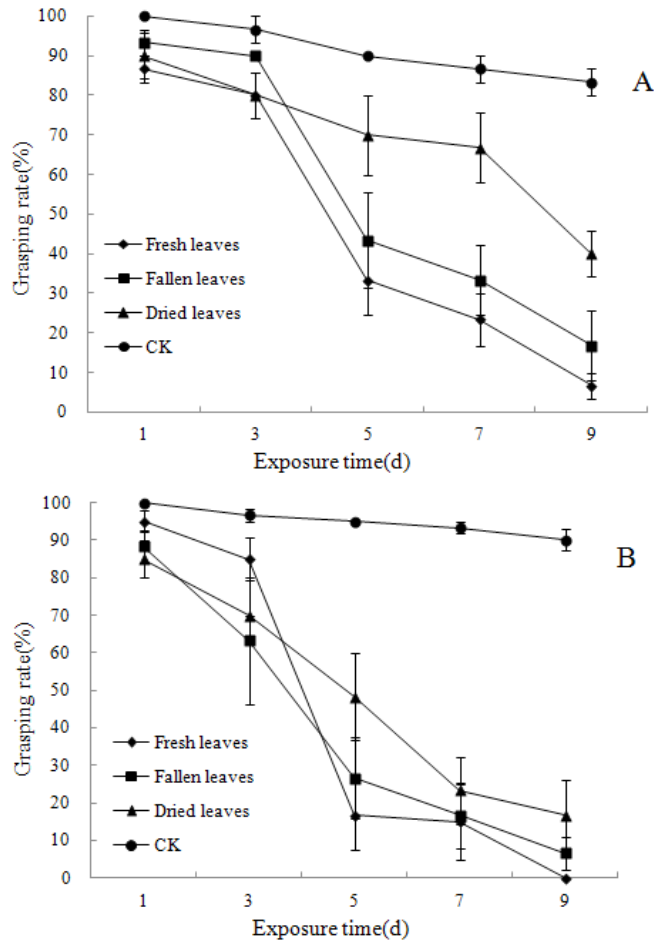 100
90
80
70
60
50
40
30
20
10
0
Grasping rate(%)
A
Fresh leaves
Fallen leaves
Dried leaves
CK
1 3 5 7 9
Exposure time(d)
100
90
80
70
60
50
40
30
20
10
0
Grasping rate(%)
B
Fresh leaves
Fallen leaves
Dried leaves
CK
1 3 5 7 9
Exposure time(d)